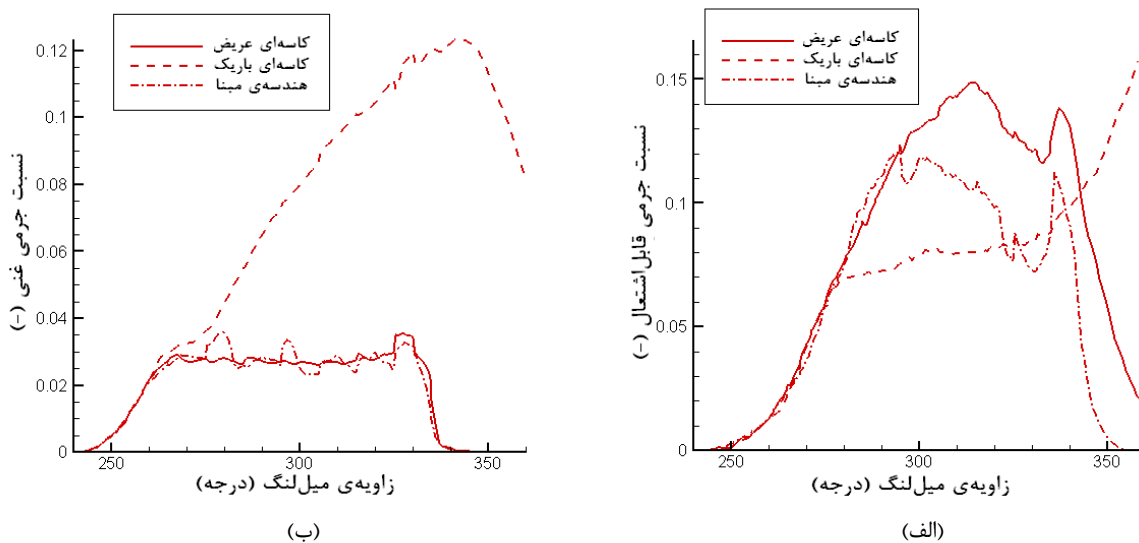 کاسه‌ای عریض
کاسه‌ای باریک
هندسه‌ی مبنا
نسبت جرمی قابل‌اشتعال (-)
0.15
0.1
0.05
0
250
300
350
زاویه‌ی میل‌لنگ (درجه)
(الف)
کاسه‌ای عریض
کاسه‌ای باریک
هندسه‌ی مبنا
نسبت جرمی غنی (-)
0.12
0.1
0.08
0.06
0.04
0.02
0
250
300
350
زاویه‌ی میل‌لنگ (درجه)
(ب)